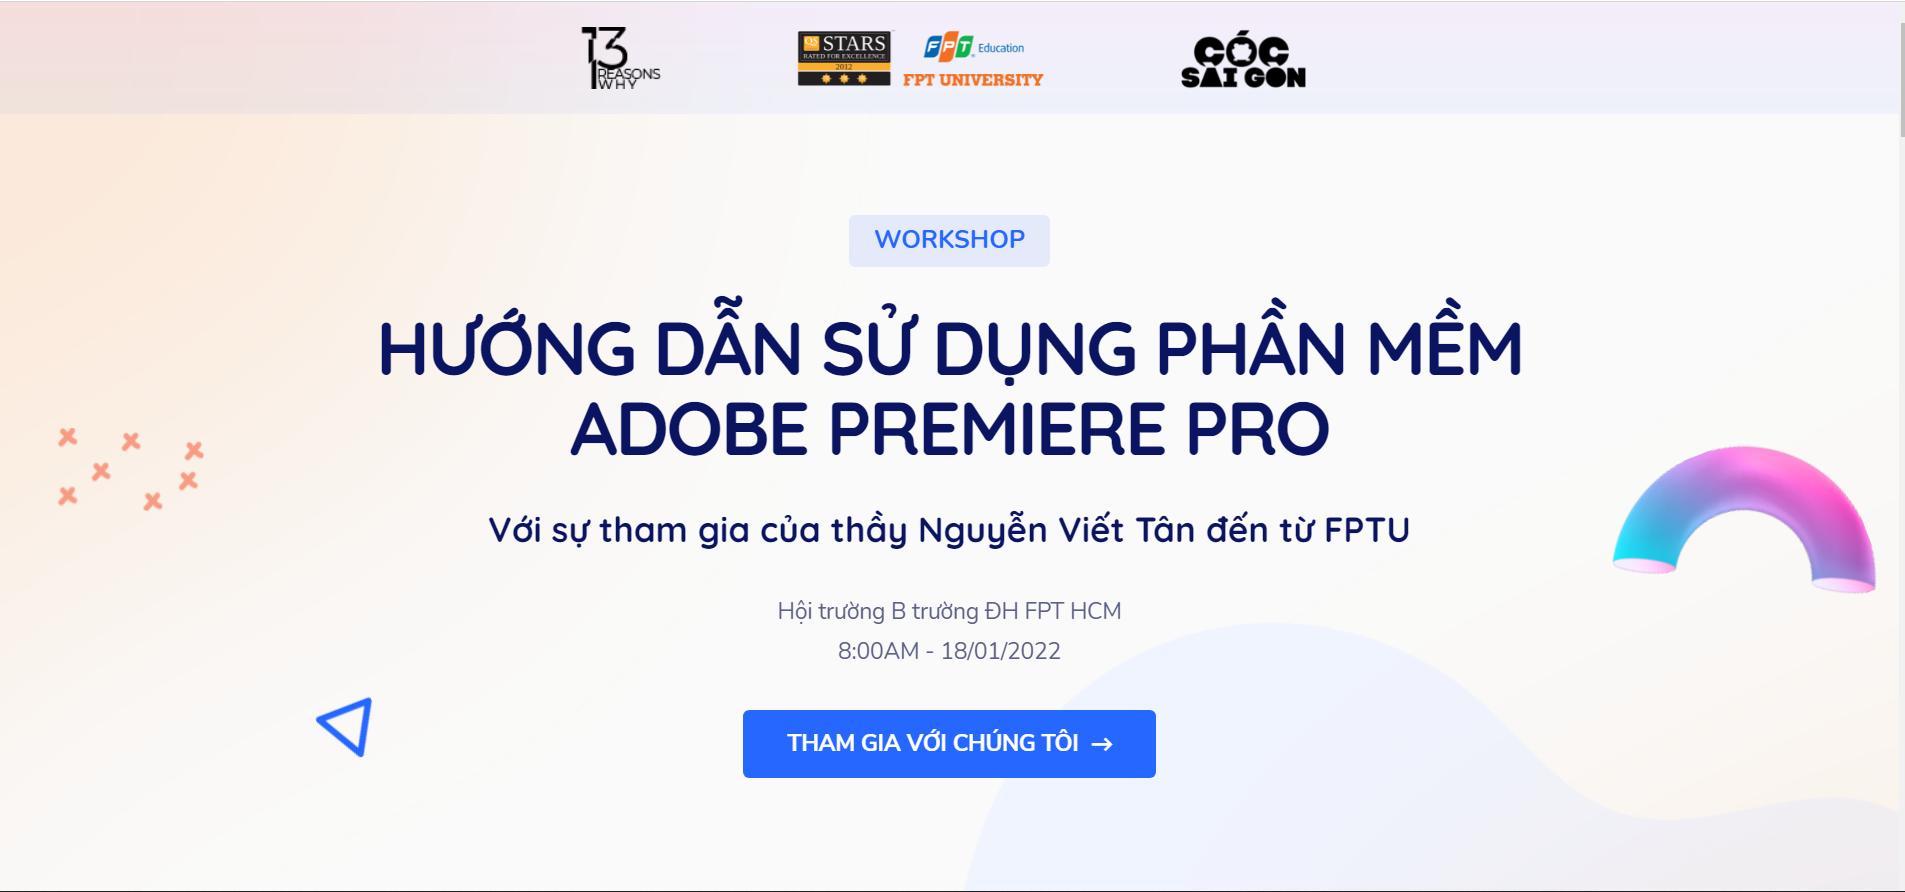 13
REASONS
WHY
QS STARS
RATED FOR EXCELLENCE
2012
FPT Education
FPT UNIVERSITY
CÓC
SÀI GÒN
WORKSHOP
HƯỚNG DẪN SỬ DỤNG PHẦN MỀM
ADOBE PREMIERE PRO
Với sự tham gia của thầy Nguyễn Viết Tân đến từ FPTU
Hội trường B trường ĐH FPT HCM
8:00AM - 18/01/2022
THAM GIA VỚI CHÚNG TÔI →